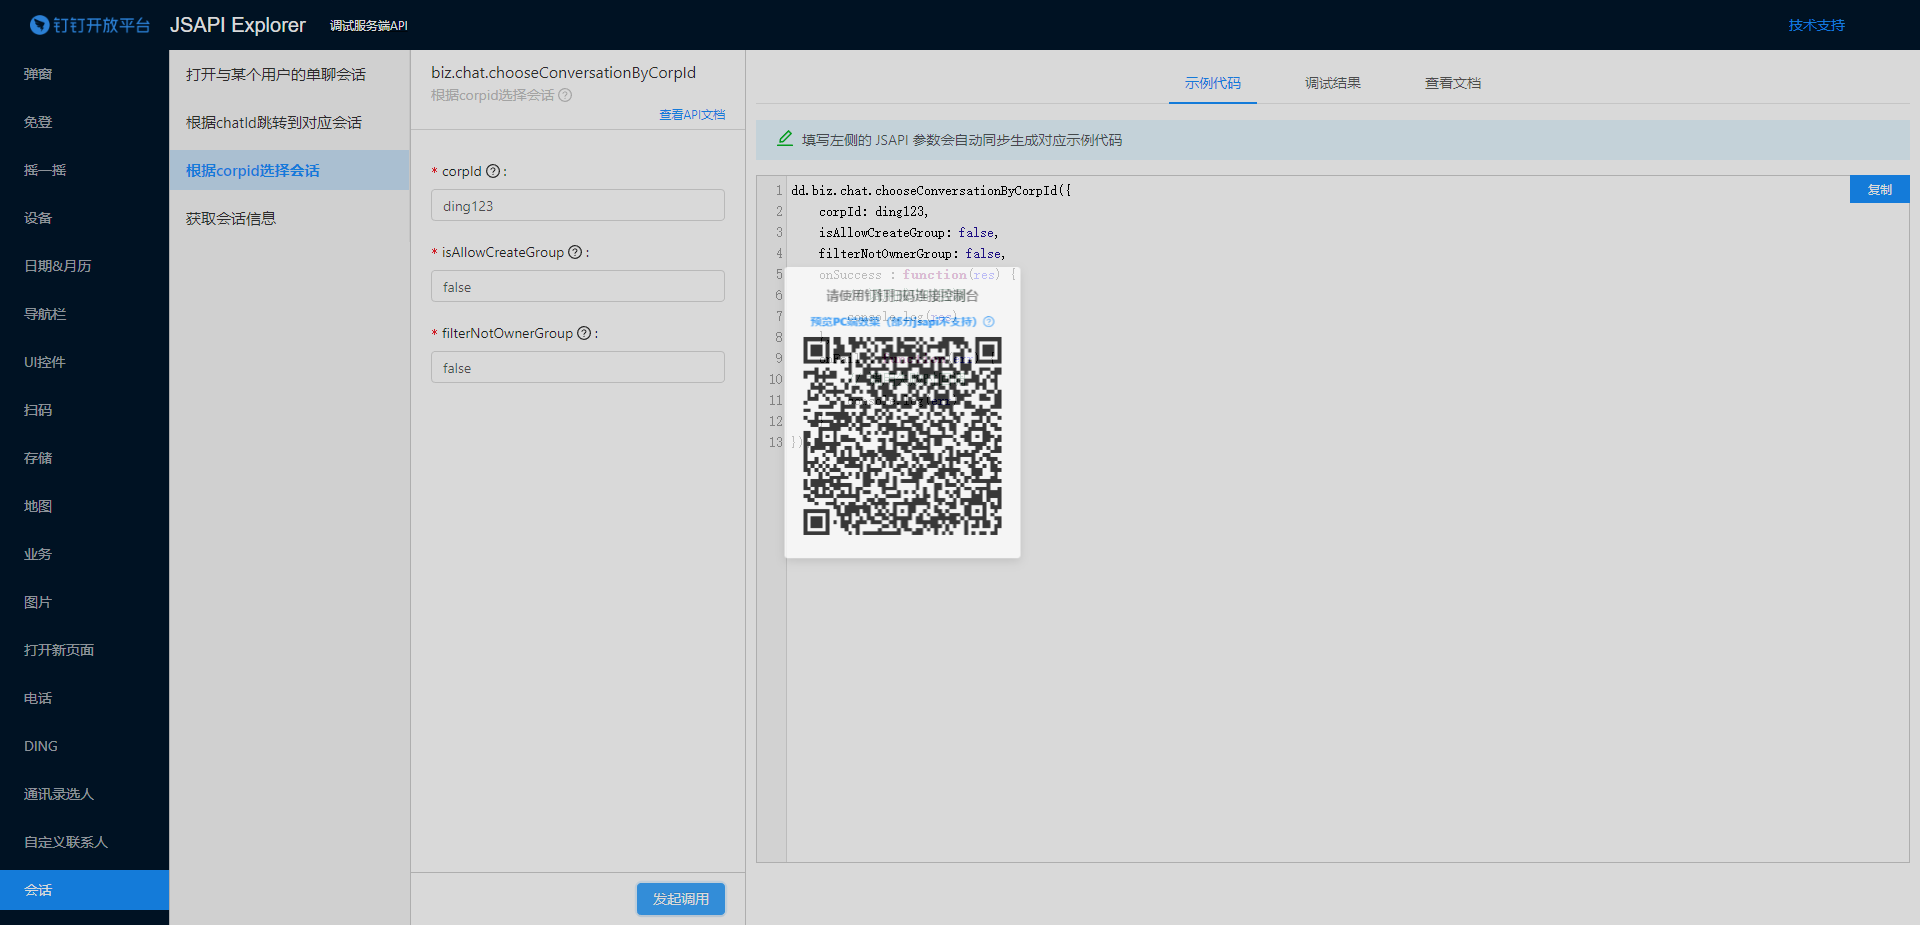 钉钉开放平台
JSAPI Explorer
调试服务端API
技术支持
弹窗
免登
摇一摇
设备
日期&月历
导航栏
UI控件
扫码
存储
地图
业务
图片
打开新页面
电话
DING
通讯录选人
自定义联系人
会话
打开与某个用户的单聊会话
根据chatId跳转到对应会话
根据corpid选择会话
获取会话信息
biz.chat.chooseConversationByCorpId
根据corpid选择会话
查看API文档
* corpId :
ding123
* isAllowCreateGroup :
false
* filterNotOwnerGroup :
false
发起调用
示例代码
调试结果
查看文档
填写左侧的 JSAPI 参数会自动同步生成对应示例代码
复制
1 dd.biz.chat.chooseConversationByCorpId({
2 corpId: ding123,
3 isAllowCreateGroup: false,
4 filterNotOwnerGroup: false,
5 onSuccess : function(res) {
6
请使用钉钉扫码连接控制台
7 console.log(res)
预览PC端效果（部分jsapi不支持）
8
9
10
11
12
13 })